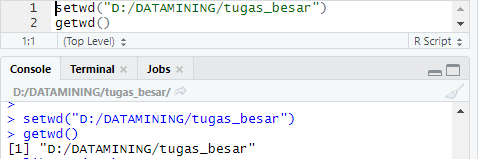 1 setwd("D:/DATAMINING/tugas_besar")
2 getwd()
1:1 (Top Level) R Script
Console Terminal Jobs
D:/DATAMINING/tugas_besar/
>
> setwd("D:/DATAMINING/tugas_besar")
> getwd()
[1] "D:/DATAMINING/tugas_besar"